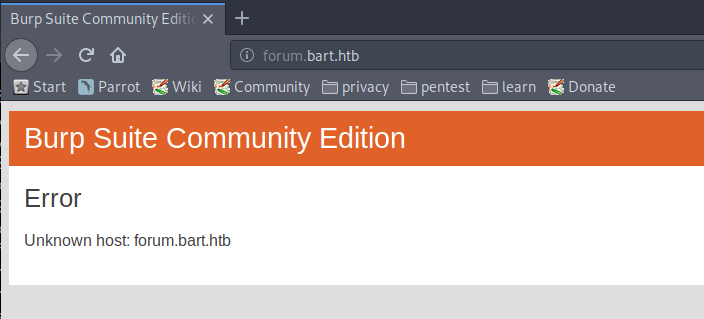 Burp Suite Community Editio
forum.bart.htb
Start Parrot Wiki Community privacy pentest learn Donate
Burp Suite Community Edition
Error
Unknown host: forum.bart.htb